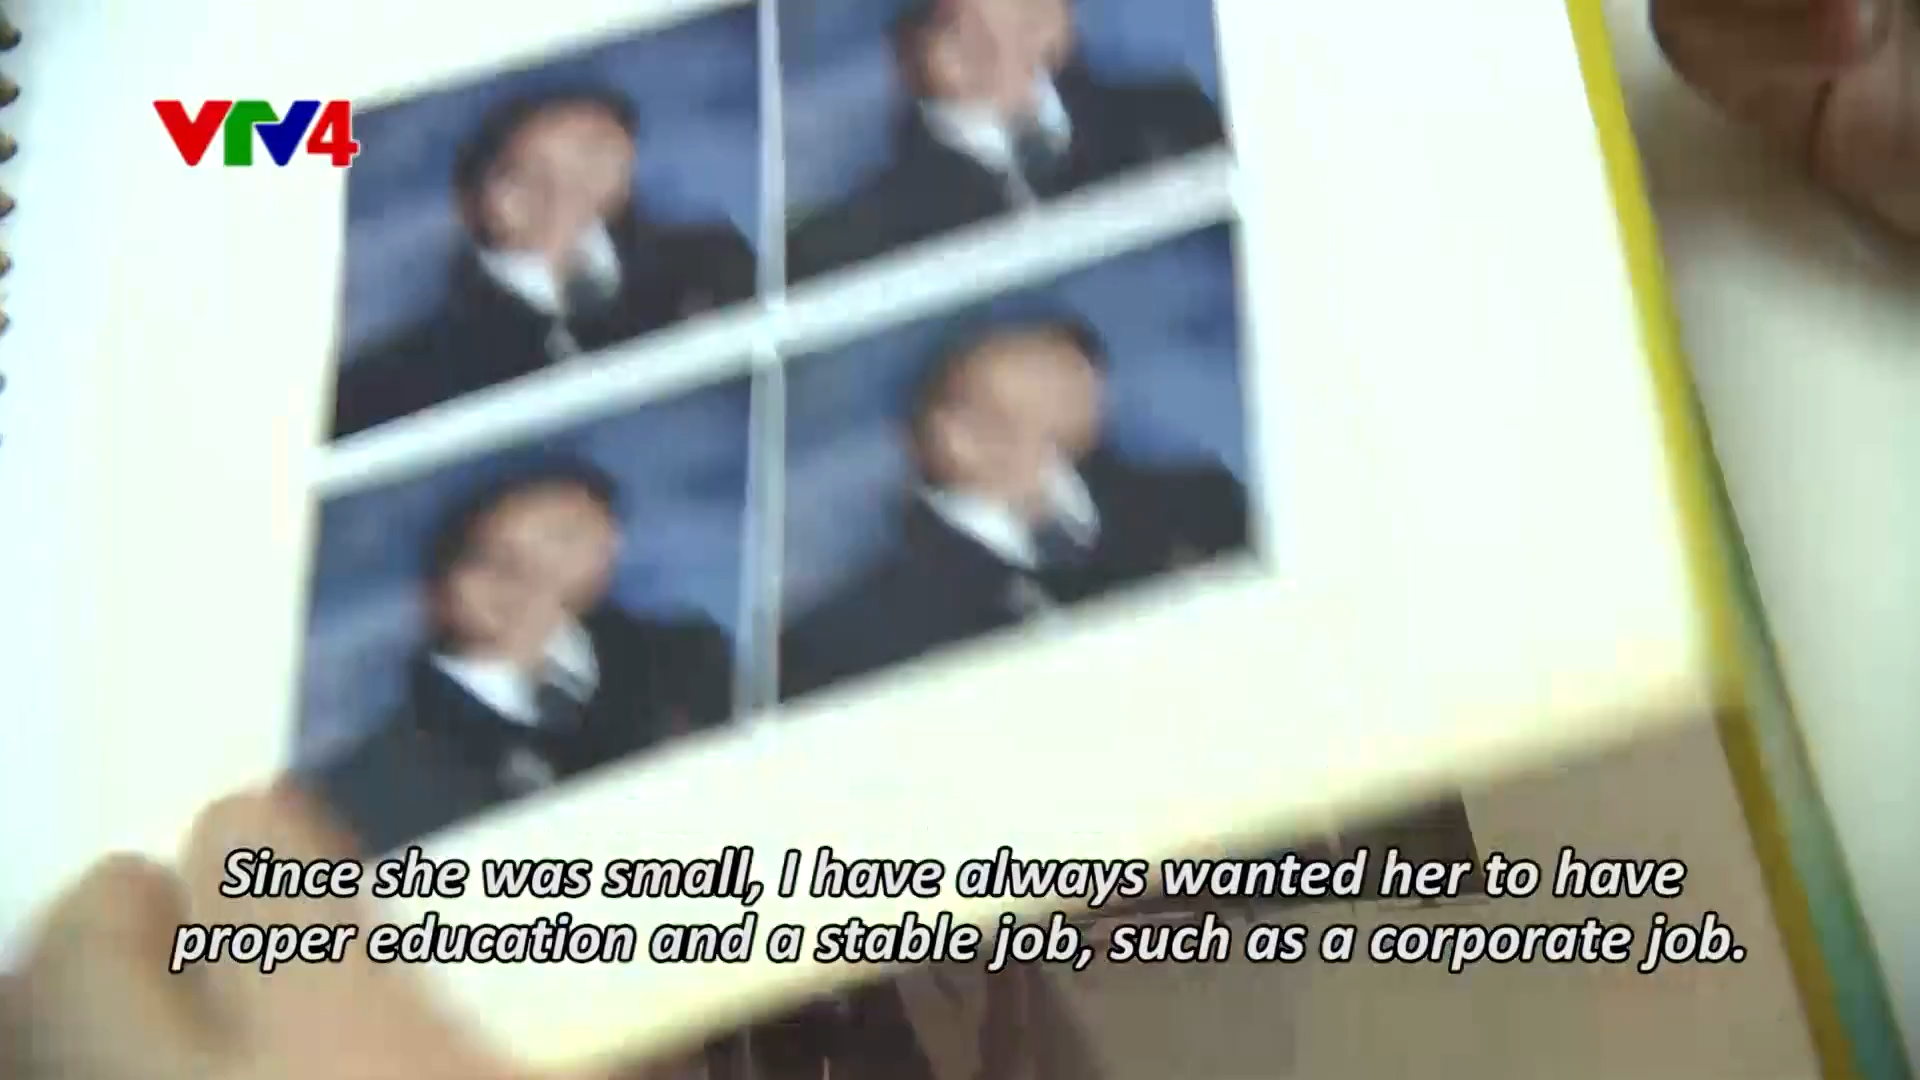 VTV4
Since she was small, I have always wanted her to have
proper education and a stable job, such as a corporate job.